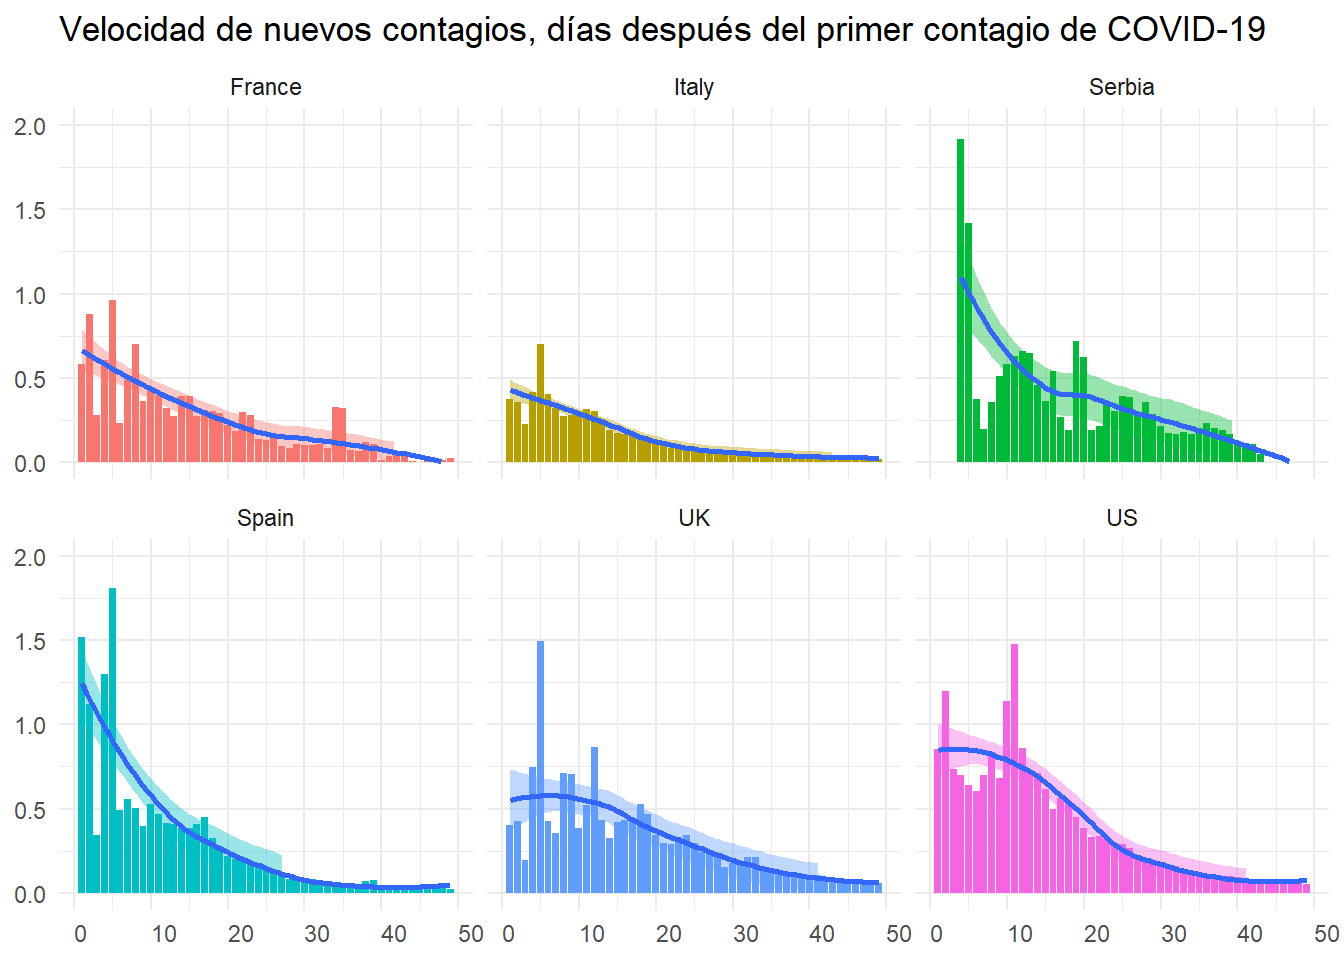 Velocidad de nuevos contagios, días después del primer contagio de COVID-19
France Italy Serbia
2.0
1.5
1.0
0.5
0.0
Spain UK US
2.0
1.5
1.0
0.5
0.0
0 10 20 30 40 50 0 10 20 30 40 50 0 10 20 30 40 50